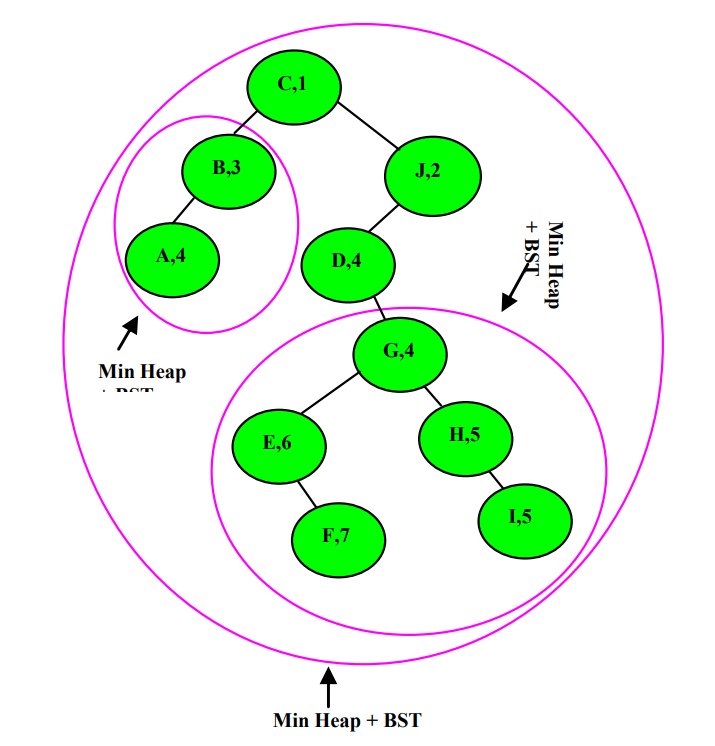 C,1
B,3
J,2
A,4
D,4
Min Heap
+ BST
G,4
Min Heap
+ BST
E,6
H,5
F,7
I,5
Min Heap + BST